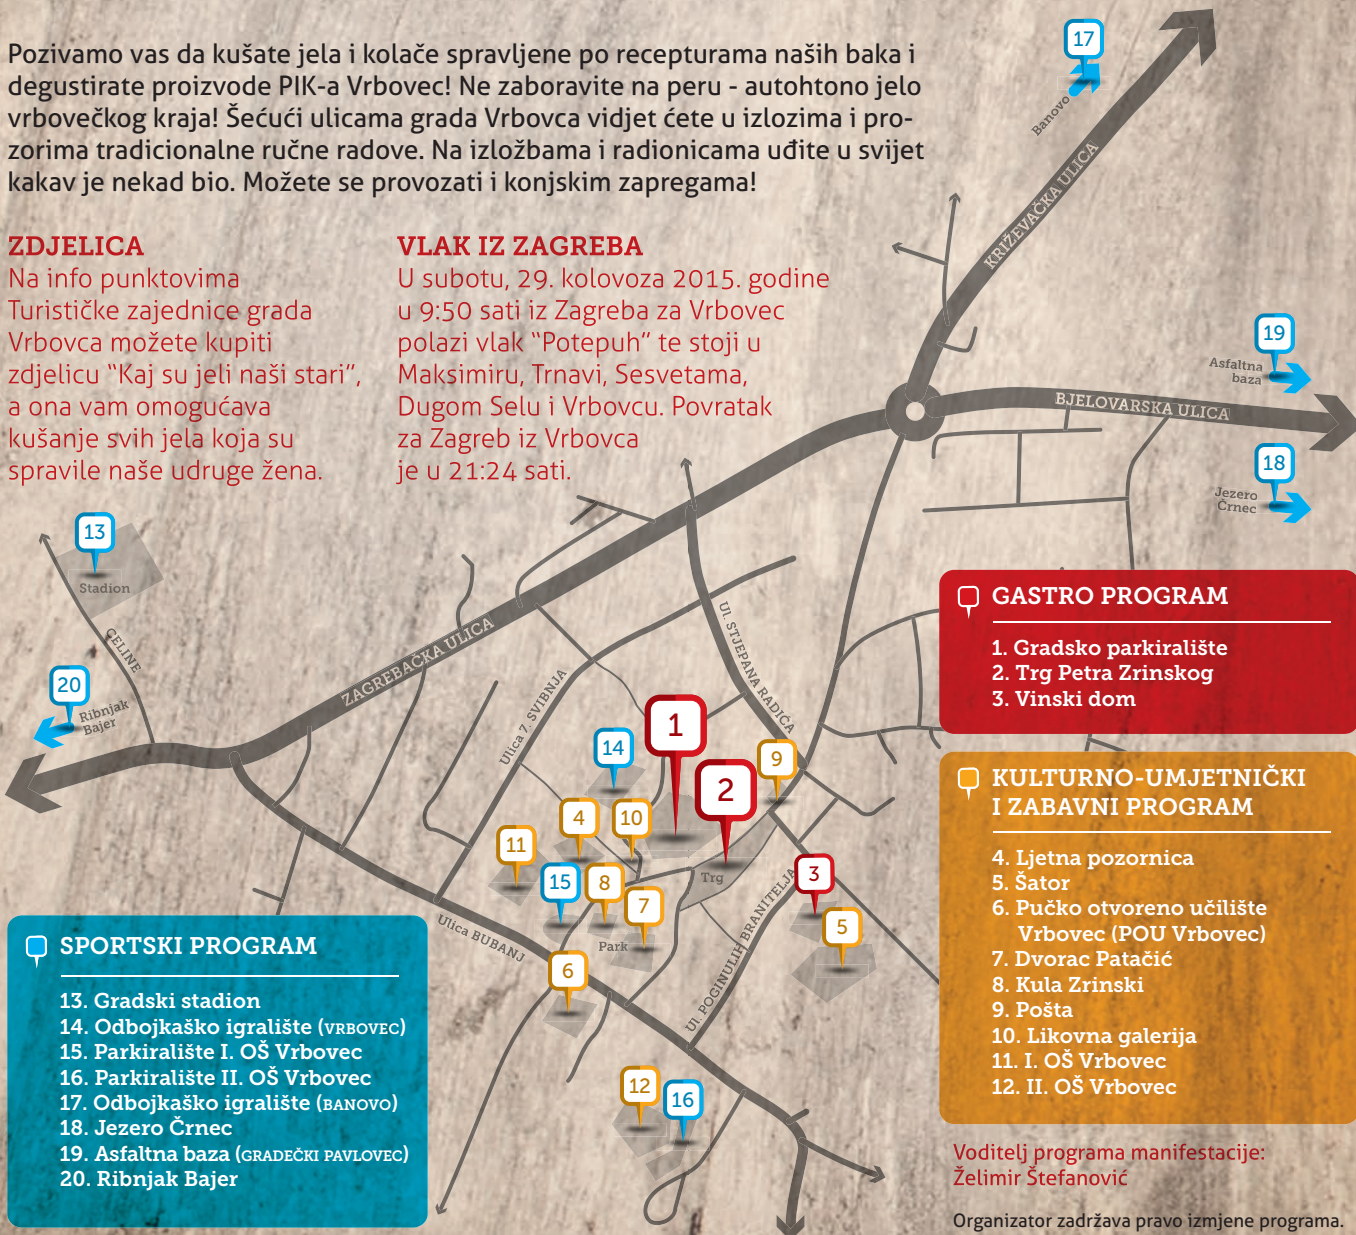 Pozivamo vas da kušate jela i kolače spravljene po recepturama naših baka i
degustirate proizvode PIK-a Vrbovec! Ne zaboravite na peru - autohtono jelo
vrbovečkog kraja! Šećući ulicama grada Vrbovca vidjet ćete u izlozima i pro-
zorima tradicionalne ručne radove. Na izložbama i radionicama uđite u svijet
kakav je nekad bio. Možete se provozati i konjskim zapregama!
ZDJELICA
Na info punktovima
Turističke zajednice grada
Vrbovca možete kupiti
zdjelicu “Kaj su jeli naši stari”,
a ona vam omogućava
kušanje svih jela koja su
spravile naše udruge žena.
VLAK IZ ZAGREBA
U subotu, 29. kolovoza 2015. godine
u 9:50 sati iz Zagreba za Vrbovec
polazi vlak “Potepuh” te stoji u
Maksimiru, Trnavi, Sesvetama,
Dugom Selu i Vrbovcu. Povratak
za Zagreb iz Vrbovca
je u 21:24 sati.
17
Banovo
KRIŽEVAČKA ULICA
19
Asfaltna
baza
BJELOVARSKA ULICA
18
Jezero
Črnec
13
Stadion
CELINE
20
Ribnjak
Bajer
ZAGREBAČKA ULICA
Ulica 7. SVIBNJA
Ul. STJEPANA RADIĆA
1
14
9
2
4
10
11
15
8
7
Trg
3
5
Park
Ulica BUBANJ
6
Ul. POGINULIH BRANITELJA
12
16
GASTRO PROGRAM
1. Gradsko parkiralište
2. Trg Petra Zrinskog
3. Vinski dom
KULTURNO-UMJETNIČKI
I ZABAVNI PROGRAM
4. Ljetna pozornica
5. Šator
6. Pučko otvoreno učilište
Vrbovec (POU Vrbovec)
7. Dvorac Patačić
8. Kula Zrinski
9. Pošta
10. Likovna galerija
11. I. OŠ Vrbovec
12. II. OŠ Vrbovec
SPORTSKI PROGRAM
13. Gradski stadion
14. Odbojkaško igralište (VRBOVEC)
15. Parkiralište I. OŠ Vrbovec
16. Parkiralište II. OŠ Vrbovec
17. Odbojkaško igralište (BANOVO)
18. Jezero Črnec
19. Asfaltna baza (GRADEČKI PAVLOVEC)
20. Ribnjak Bajer
Voditelj programa manifestacije:
Želimir Štefanović
Organizator zadržava pravo izmjene programa.